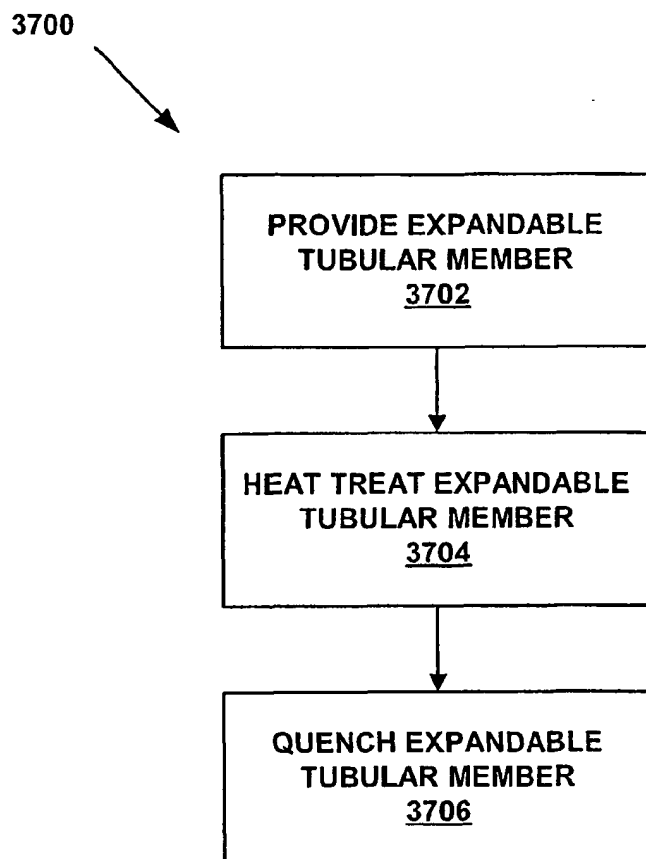 3700
PROVIDE EXPANDABLE
TUBULAR MEMBER
3702
HEAT TREAT EXPANDABLE
TUBULAR MEMBER
3704
QUENCH EXPANDABLE
TUBULAR MEMBER
3706